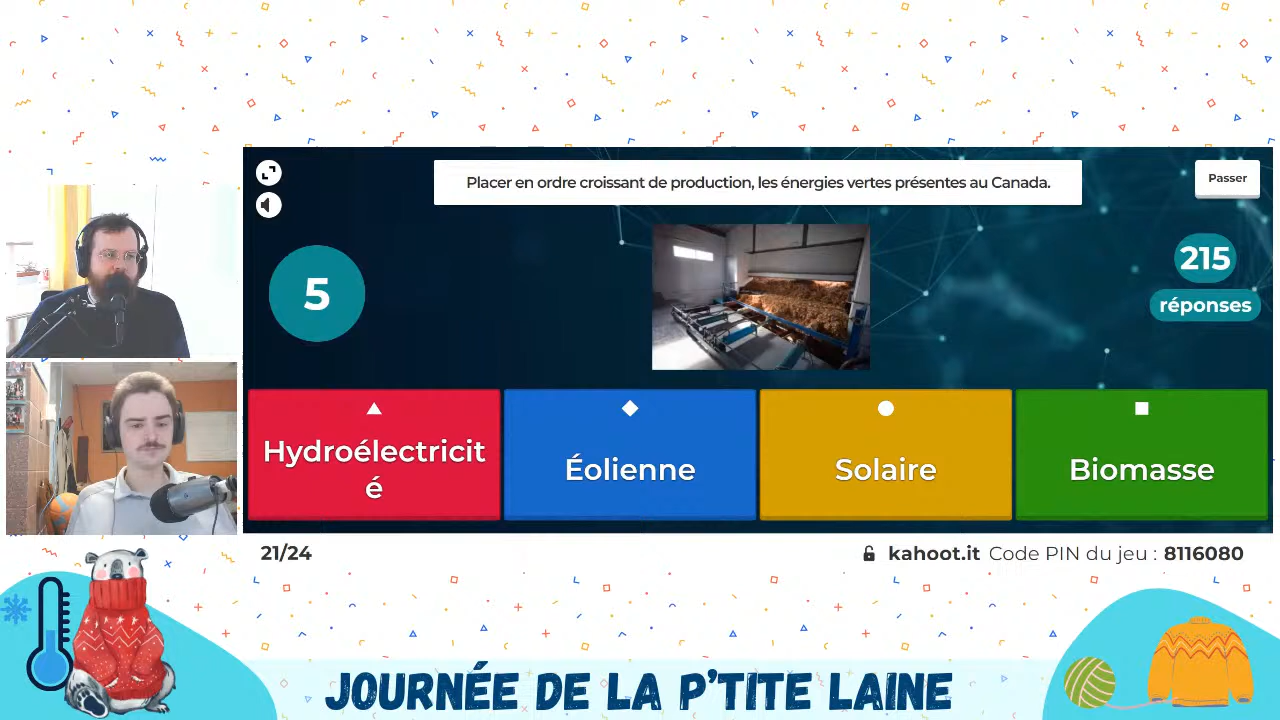 Placer en ordre croissant de production, les énergies vertes présentes au Canada.
Passer
5
215
réponses
Hydroélectricit
é
Éolienne
Solaire
Biomasse
21/24
kahoot.it Code PIN du jeu : 8116080
JOURNÉE DE LA P'TITE LAINE